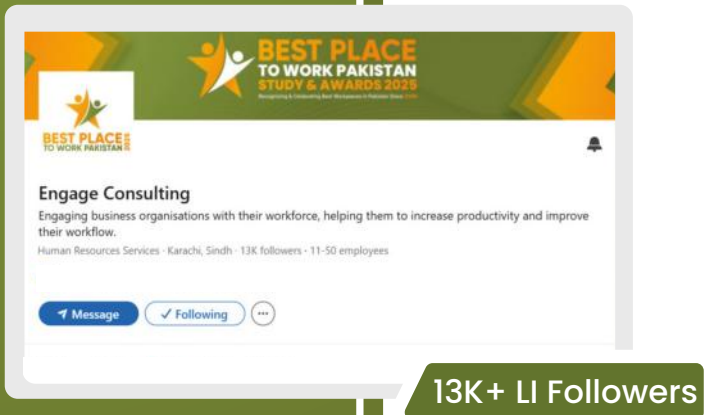 BEST PLACE
TO WORK PAKISTAN
STUDY & AWARDS 2025
BEST PLACE
TO WORK PAKISTAN
2025
Engage Consulting
Engaging business organisations with their workforce, helping them to increase productivity and improve
their workflow.
Human Resources Services · Karachi, Sindh · 13K followers · 11-50 employees
Message
Following
13K+ LI Followers